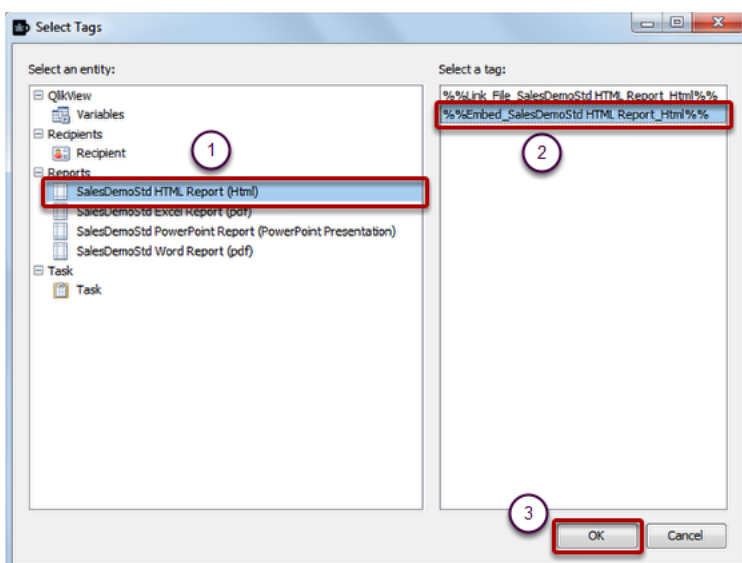 Select Tags
Select an entity:
QlikView
Variables
Recipients
Recipient
1
Reports
SalesDemoStd HTML Report (Html)
SalesDemoStd Excel Report (pdf)
SalesDemoStd PowerPoint Report (PowerPoint Presentation)
SalesDemoStd Word Report (pdf)
Task
Task
Select a tag:
%%Link_File_SalesDemoStd HTML Report_Html%%
%%Embed_SalesDemoStd HTML Report_Html%%
2
3
OK
Cancel